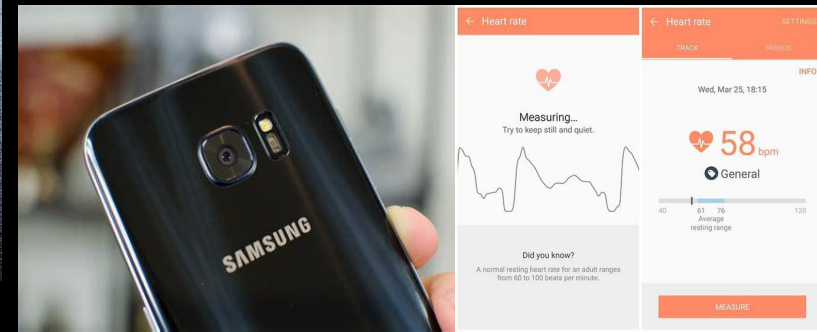 SAMSUNG
← Heart rate
Measuring...
Try to keep still and quiet.
Did you know?
A normal resting heart rate for an adult ranges
from 60 to 100 beats per minute.
← Heart rate
SETTINGS
TRACK
TRENDS
INFO
Wed, Mar 25, 18:15
58 bpm
General
40
61
76
120
Average
resting range
MEASURE